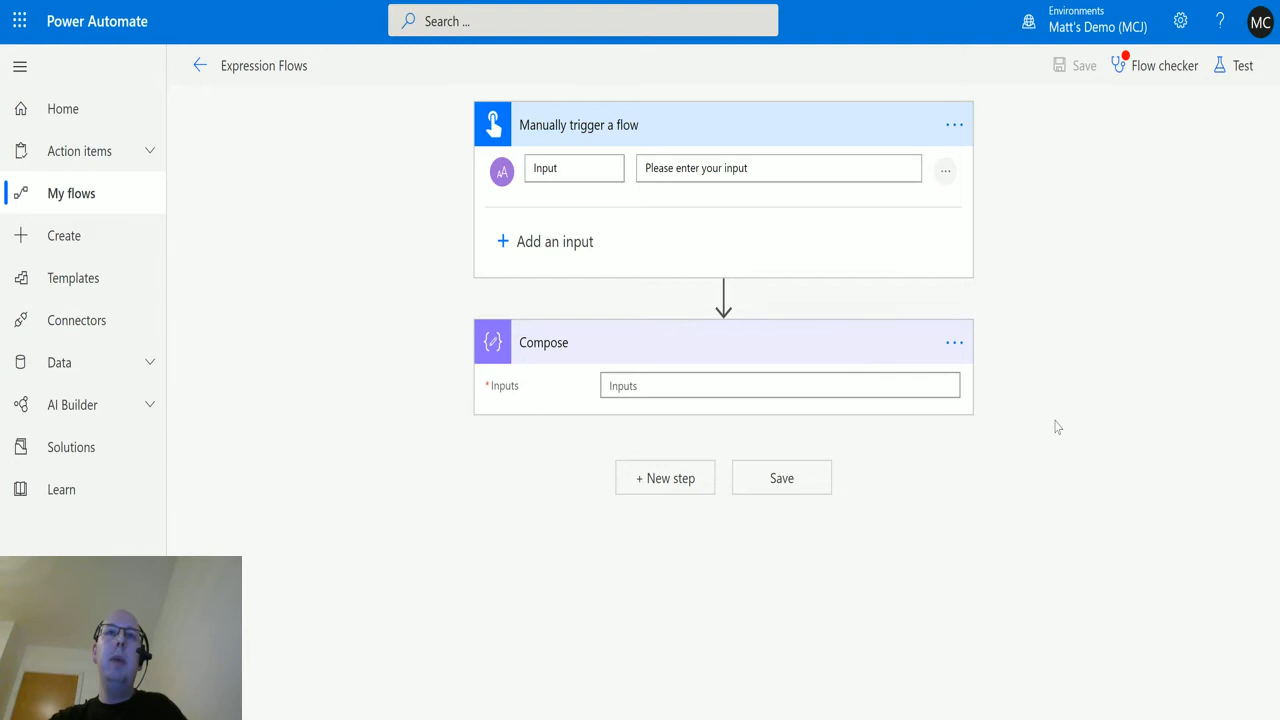 Power Automate
Search ...
Environments
Matt's Demo (MCJ)
?
MC
Expression Flows
Save
Flow checker
Test
Home
Action items
My flows
Create
Templates
Connectors
Data
AI Builder
Solutions
Learn
Manually trigger a flow
...
AA
Input
Please enter your input
...
+ Add an input
Compose
...
* Inputs
Inputs
+ New step
Save